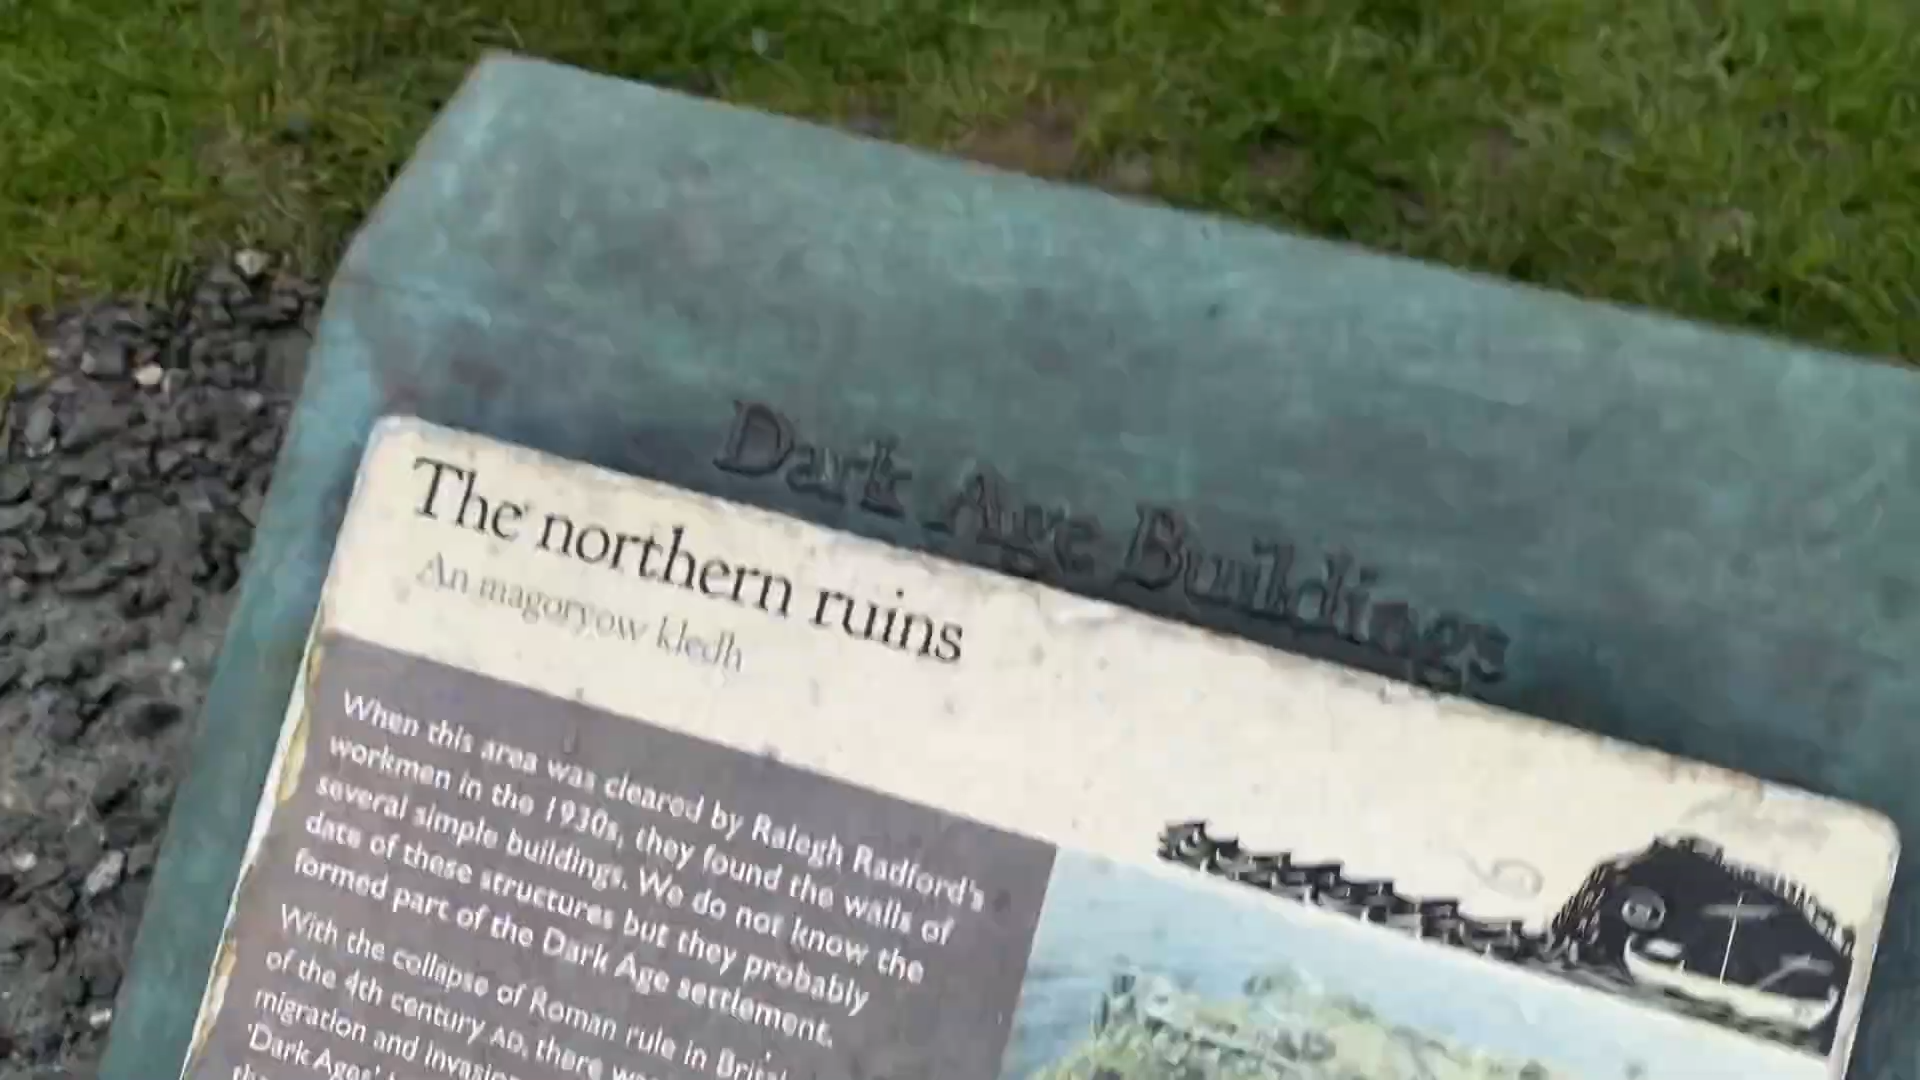 Dark Age Buildings
The northern ruins
An magoryow kledh
When this area was cleared by Ralegh Radford's
workmen in the 1930s, they found the walls of
several simple buildings. We do not know the
date of these structures but they probably
formed part of the Dark Age settlement.
With the collapse of Roman rule in
of the 4th century AD, there
migration and
'Dark Ages'